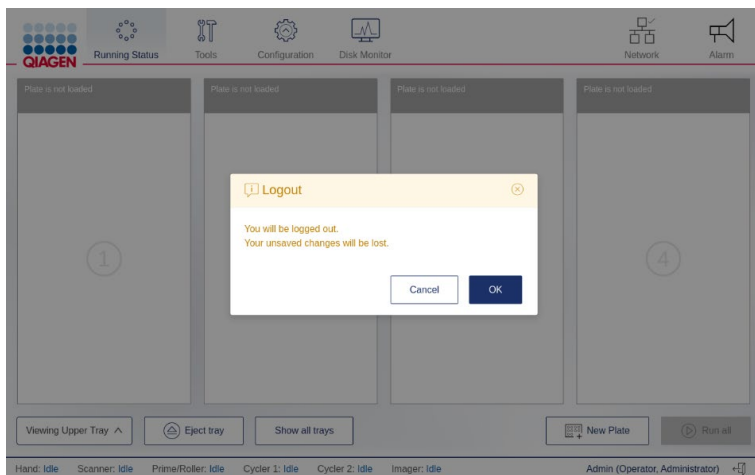 QIAGEN
Running Status
Tools
Configuration
Disk Monitor
Network
Alarm
Plate is not loaded
Plate is not loaded
Plate is not loaded
Plate is not loaded
Logout
You will be logged out.
Your unsaved changes will be lost.
1
4
Cancel
OK
Viewing Upper Tray
Eject tray
Show all trays
New Plate
Run all
Hand: Idle Scanner: Idle Prime/Roller: Idle Cycler 1: Idle Cycler 2: Idle Imager: Idle Admin (Operator, Administrator)